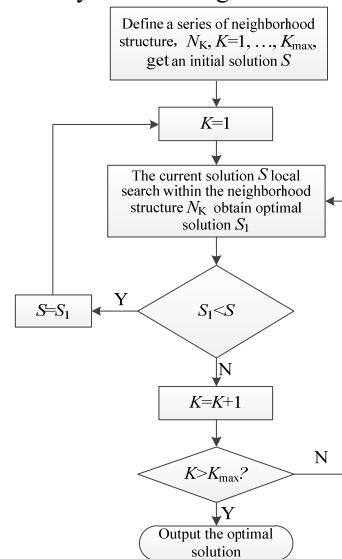 Define a series of neighborhood
structure, N_K, K=1, …, K_max,
get an initial solution S
K=1
The current solution S local
search within the neighborhood
structure N_K obtain optimal
solution S_1
S_1<S
Y
S=S_1
N
K=K+1
K>K_max?
N
Y
Output the optimal
solution